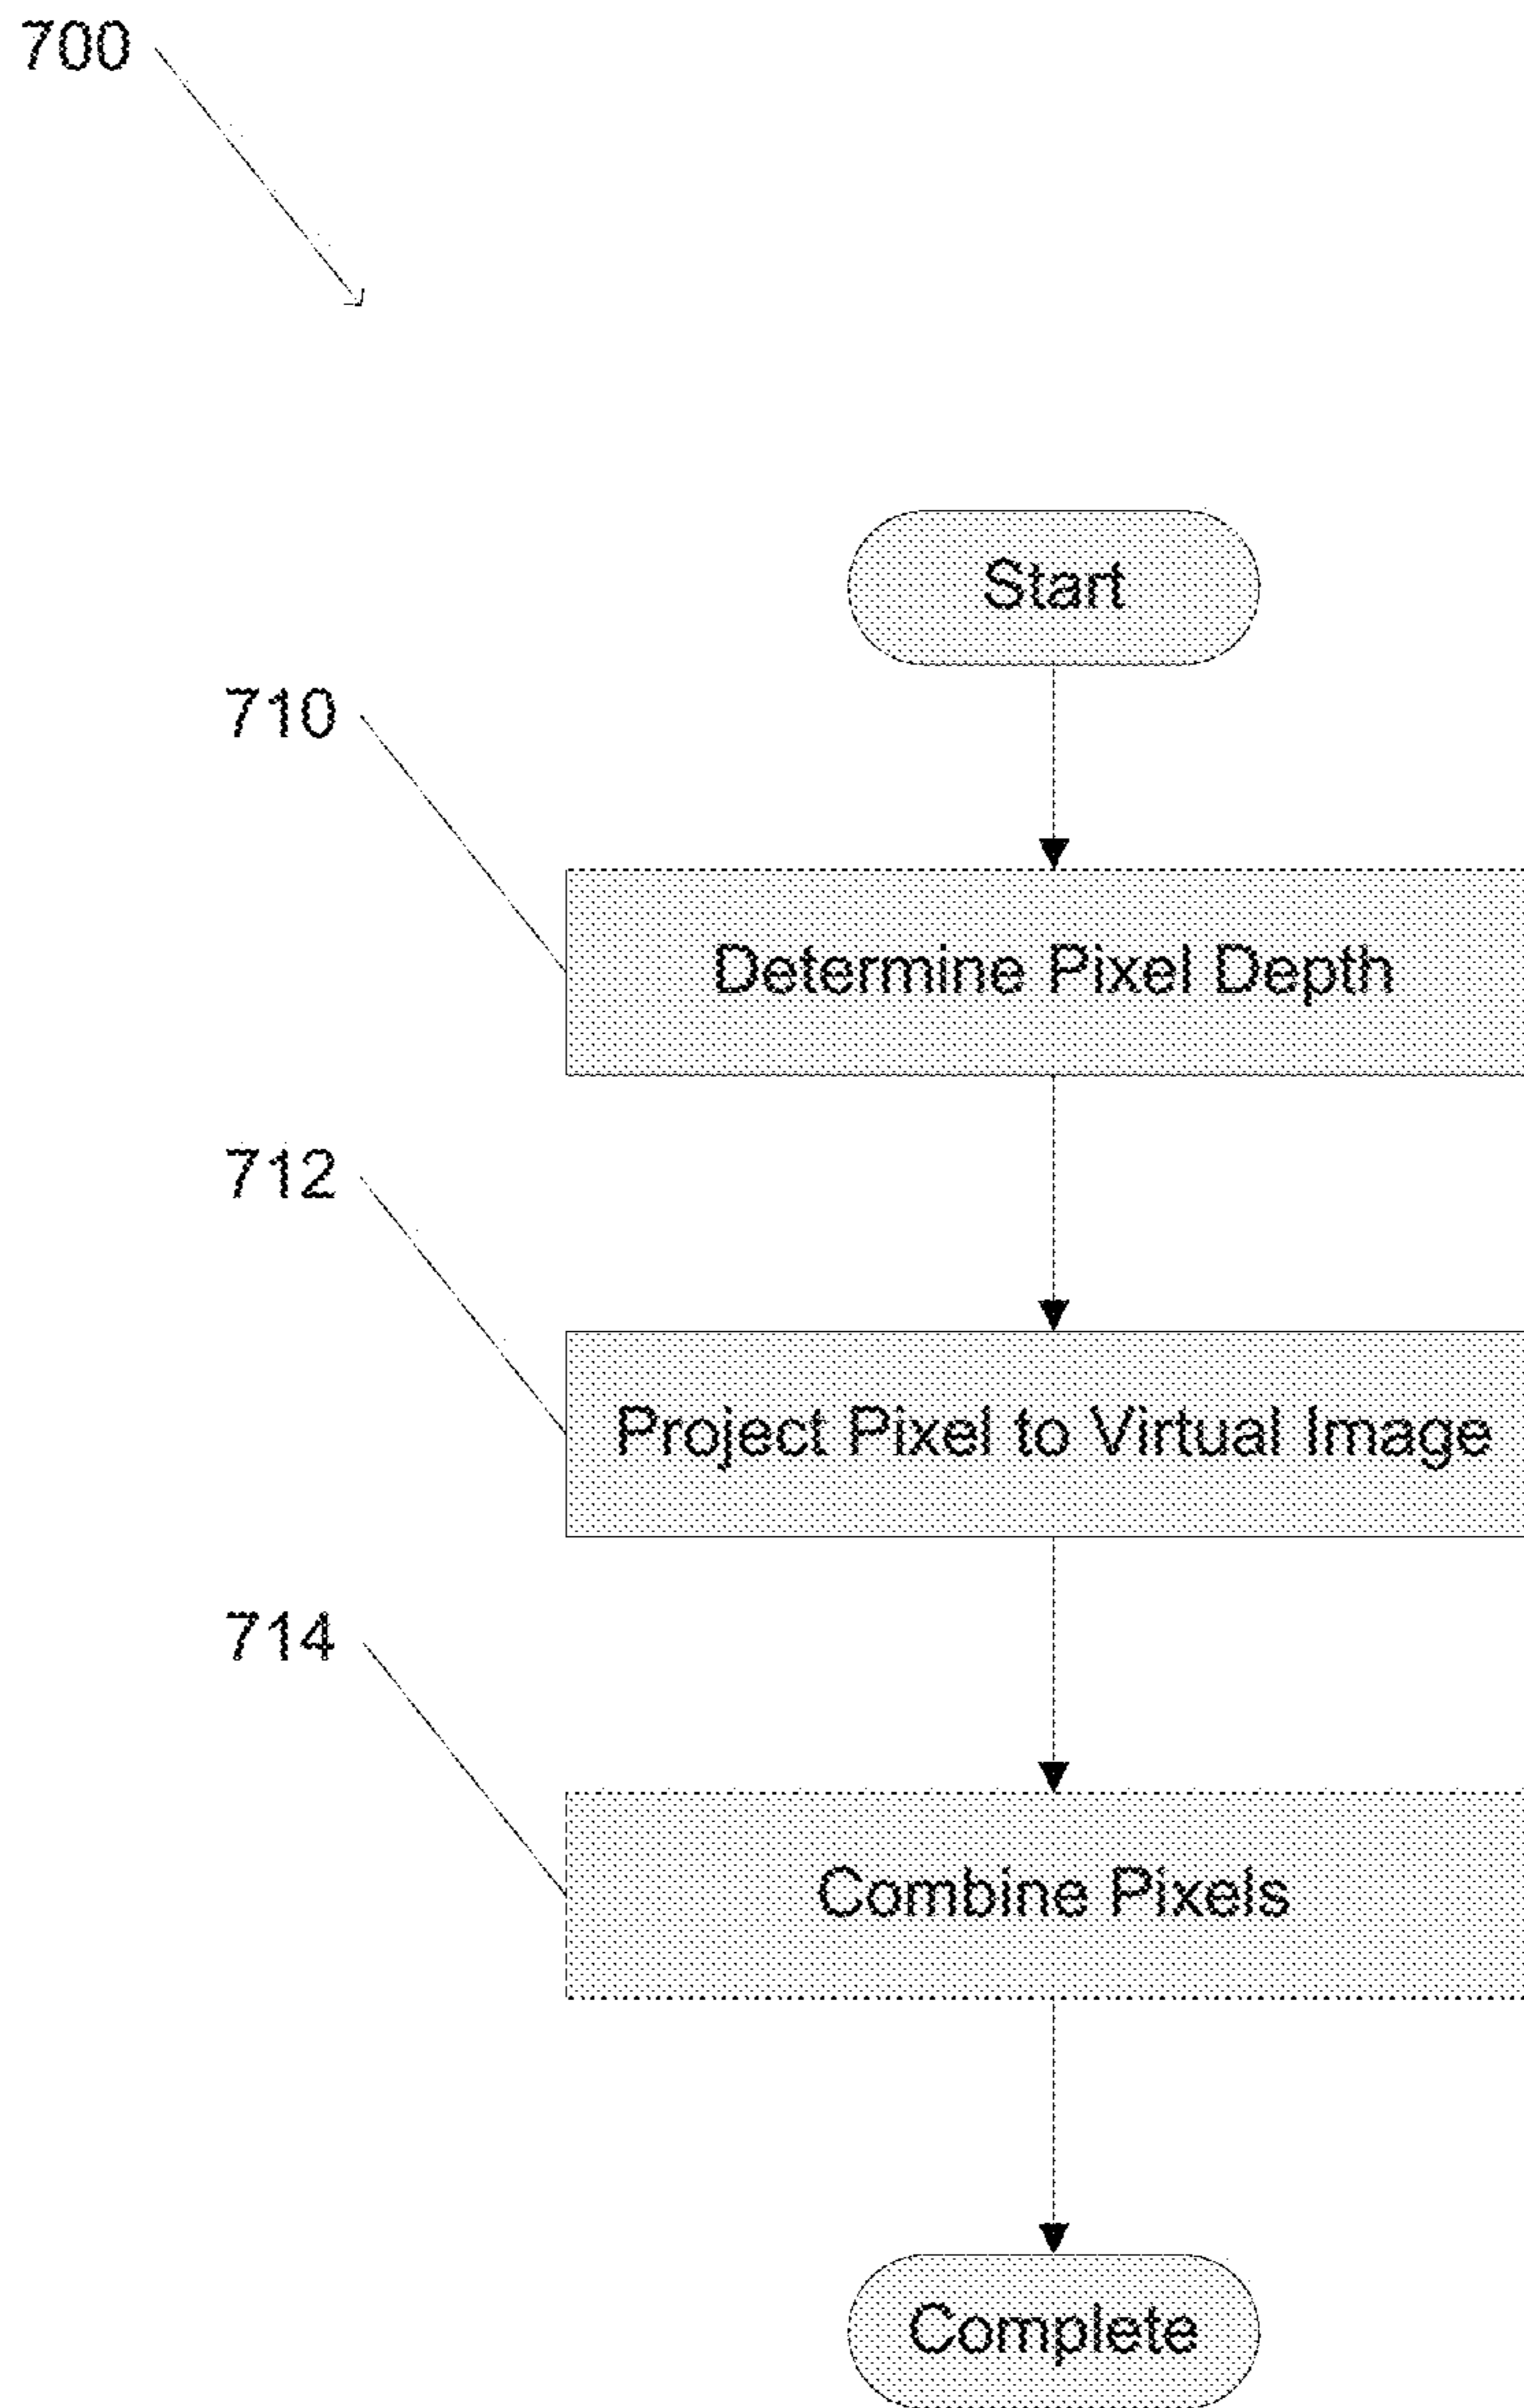 700
Start
710
Determine Pixel Depth
712
Project Pixel to Virtual Image
714
Combine Pixels
Complete